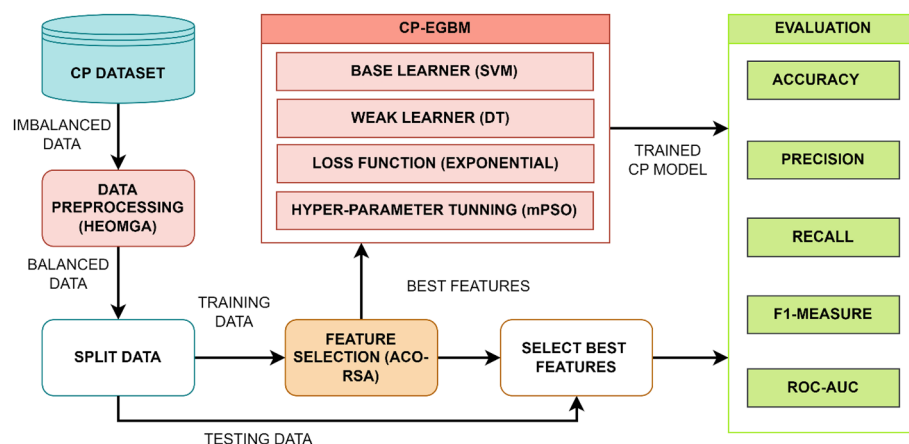 CP DATASET
IMBALANCED
DATA
DATA
PREPROCESSING
(HEOMGA)
BALANCED
DATA
SPLIT DATA
TRAINING
DATA
FEATURE
SELECTION (ACO-
RSA)
BEST FEATURES
SELECT BEST
FEATURES
TESTING DATA
CP-EGBM
BASE LEARNER (SVM)
WEAK LEARNER (DT)
LOSS FUNCTION (EXPONENTIAL)
HYPER-PARAMETER TUNNING (mPSO)
TRAINED
CP MODEL
EVALUATION
ACCURACY
PRECISION
RECALL
F1-MEASURE
ROC-AUC